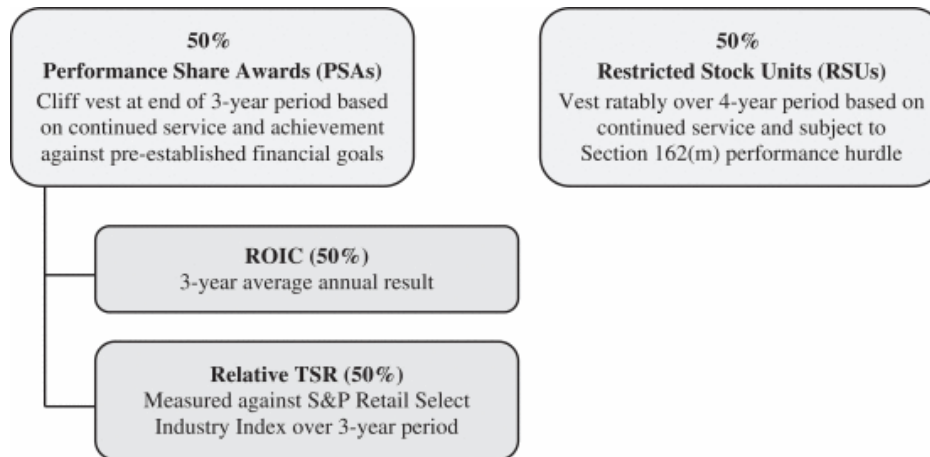 50%
Performance Share Awards (PSAs)
Cliff vest at end of 3-year period based
on continued service and achievement
against pre-established financial goals
50%
Restricted Stock Units (RSUs)
Vest ratably over 4-year period based on
continued service and subject to
Section 162(m) performance hurdle
ROIC (50%)
3-year average annual result
Relative TSR (50%)
Measured against S&P Retail Select
Industry Index over 3-year period